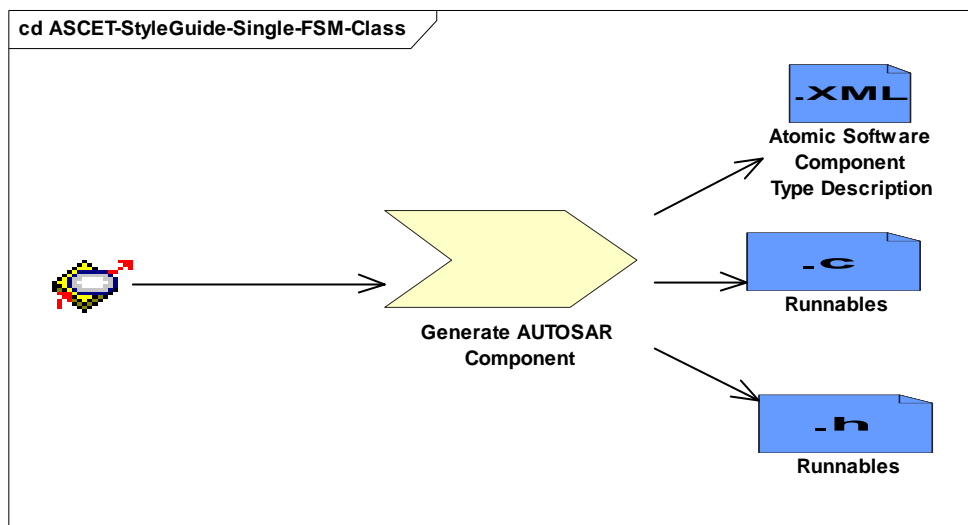 cd ASCET-StyleGuide-Single-FSM-Class
.XML
Atomic Software
Component
Type Description
.c
Runnables
Generate AUTOSAR
Component
.h
Runnables